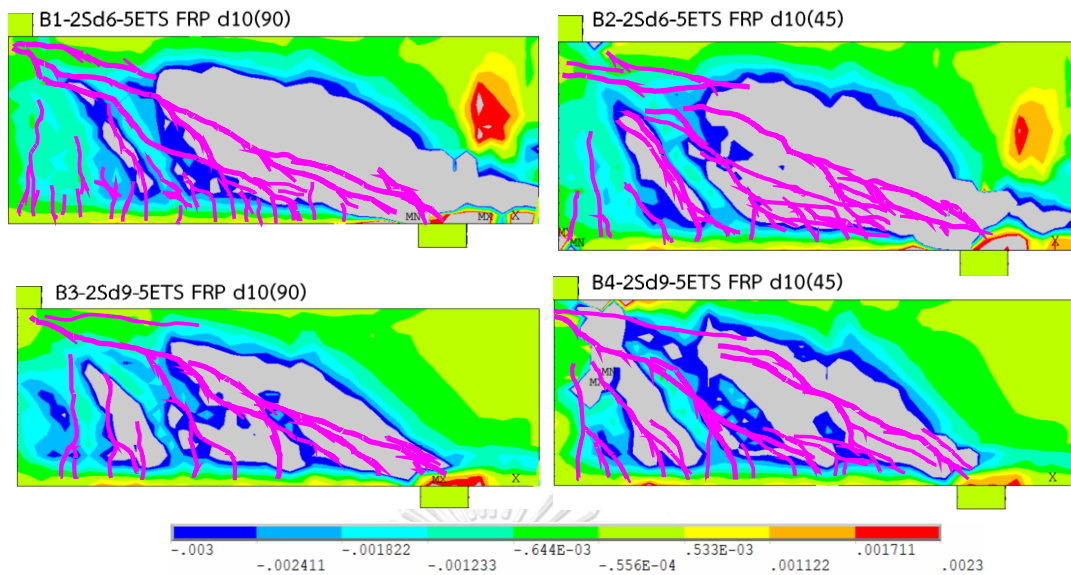 B1-2Sd6-5ETS FRP d10(90)
B2-2Sd6-5ETS FRP d10(45)
MN MX X
MN
X
B3-2Sd9-5ETS FRP d10(90)
B4-2Sd9-5ETS FRP d10(45)
MX X
MN
X
-.003 -.001822 -.644E-03 .533E-03 .001711
-.002411 -.001233 -.556E-04 .001122 .0023